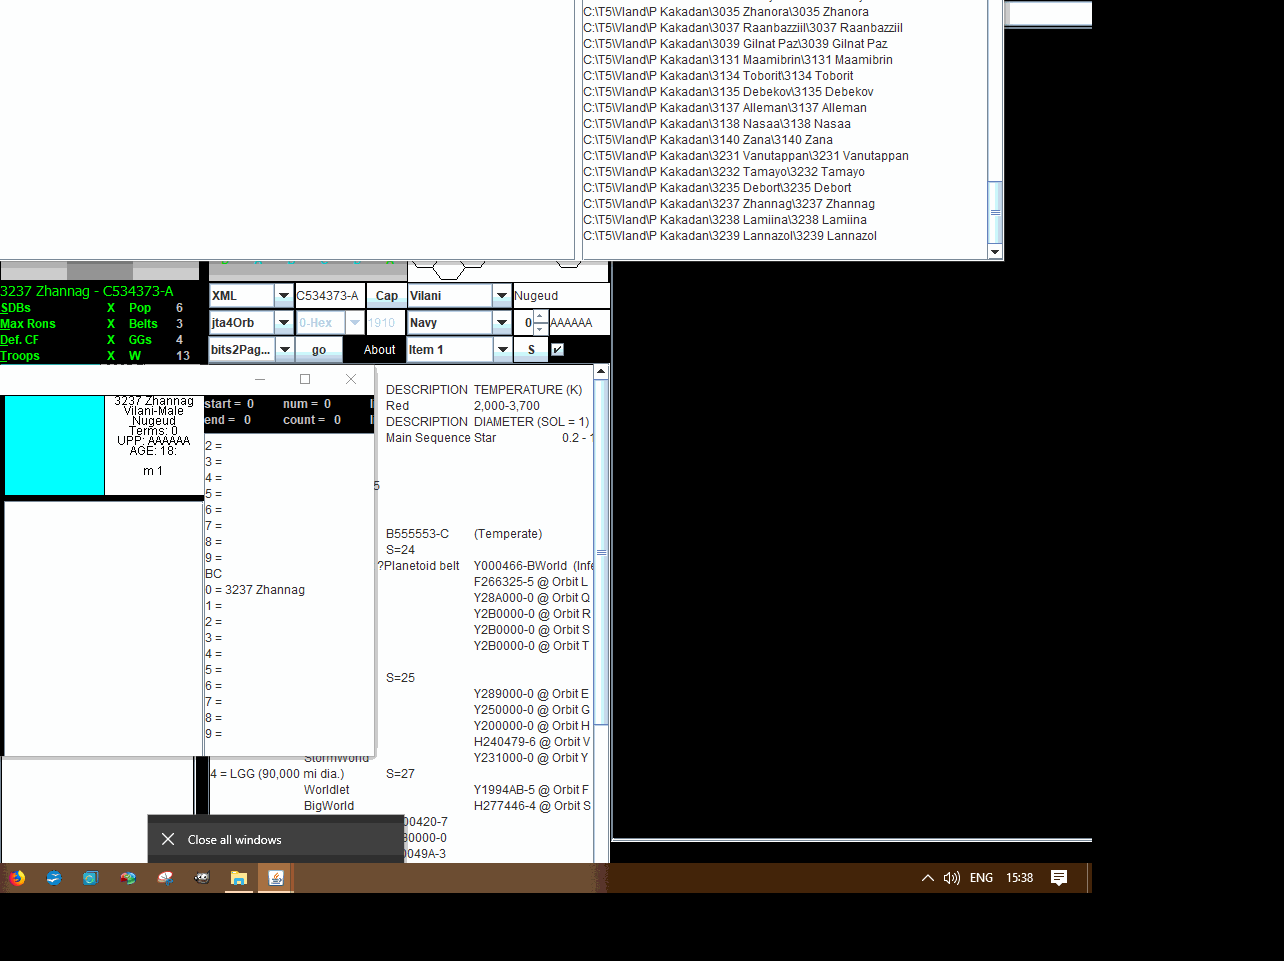 C:\T5\Vland\P Kakadan\3035 Zhanora\3035 Zhanora
C:\T5\Vland\P Kakadan\3037 Raanbazziil\3037 Raanbazziil
C:\T5\Vland\P Kakadan\3039 Gilnat Paz\3039 Gilnat Paz
C:\T5\Vland\P Kakadan\3131 Maamibrin\3131 Maamibrin
C:\T5\Vland\P Kakadan\3134 Toborit\3134 Toborit
C:\T5\Vland\P Kakadan\3135 Debekov\3135 Debekov
C:\T5\Vland\P Kakadan\3137 Alleman\3137 Alleman
C:\T5\Vland\P Kakadan\3138 Nasaa\3138 Nasaa
C:\T5\Vland\P Kakadan\3140 Zana\3140 Zana
C:\T5\Vland\P Kakadan\3231 Vanutappan\3231 Vanutappan
C:\T5\Vland\P Kakadan\3232 Tamayo\3232 Tamayo
C:\T5\Vland\P Kakadan\3235 Debort\3235 Debort
C:\T5\Vland\P Kakadan\3237 Zhannag\3237 Zhannag
C:\T5\Vland\P Kakadan\3238 Lamiina\3238 Lamiina
C:\T5\Vland\P Kakadan\3239 Lannazol\3239 Lannazol
3237 Zhannag - C534373-A
SDBs X Pop 6
Max Rons X Belts 3
Def. CF X GGs 4
Troops X W 13
XML C534373-A Cap Vilani Nugeud
jta4Orb 0-Hex 1910 Navy 0 AAAAAA
bits2Pag... go About Item 1 S
3237 Zhannag
Vilani-Male
Nugeud
Terms: 0
UPP: AAAAAA
AGE: 18:
m 1
start = 0 num = 0
end = 0 count = 0
2 =
3 =
4 =
5 =
6 =
7 =
8 =
9 =
BC
0 = 3237 Zhannag
1 =
2 =
3 =
4 =
5 =
6 =
7 =
8 =
9 =
DESCRIPTION TEMPERATURE (K)
Red 2,000-3,700
DESCRIPTION DIAMETER (SOL = 1)
Main Sequence Star 0.2 - 1
5
B555553-C (Temperate)
S=24
?Planetoid belt Y000466-BWorld (Infe
F266325-5 @ Orbit L
Y28A000-0 @ Orbit Q
Y2B0000-0 @ Orbit R
Y2B0000-0 @ Orbit S
Y2B0000-0 @ Orbit T
S=25
Y289000-0 @ Orbit E
Y250000-0 @ Orbit G
Y200000-0 @ Orbit H
H240479-6 @ Orbit V
StormWorld Y231000-0 @ Orbit Y
4 = LGG (90,000 mi dia.) S=27
Worldlet Y1994AB-5 @ Orbit F
BigWorld H277446-4 @ Orbit S
00420-7
30000-0
0049A-3
Close all windows
ENG 15:38